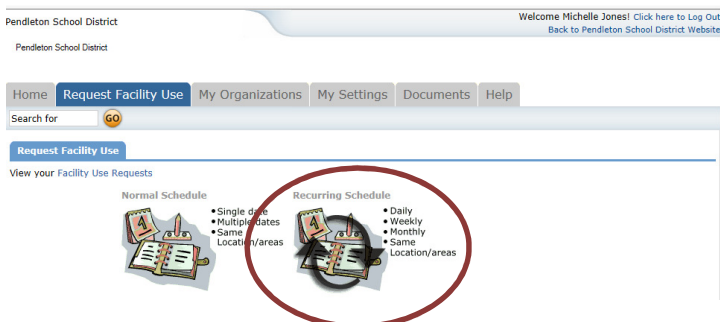 Pendleton School District
Welcome Michelle Jones! Click here to Log Out
Back to Pendleton School District Website
Pendleton School District
Home Request Facility Use My Organizations My Settings Documents Help
Search for GO
Request Facility Use
View your Facility Use Requests
Normal Schedule
• Single date
• Multiple dates
• Same
Location/areas
Recurring Schedule
• Daily
• Weekly
• Monthly
• Same
Location/areas